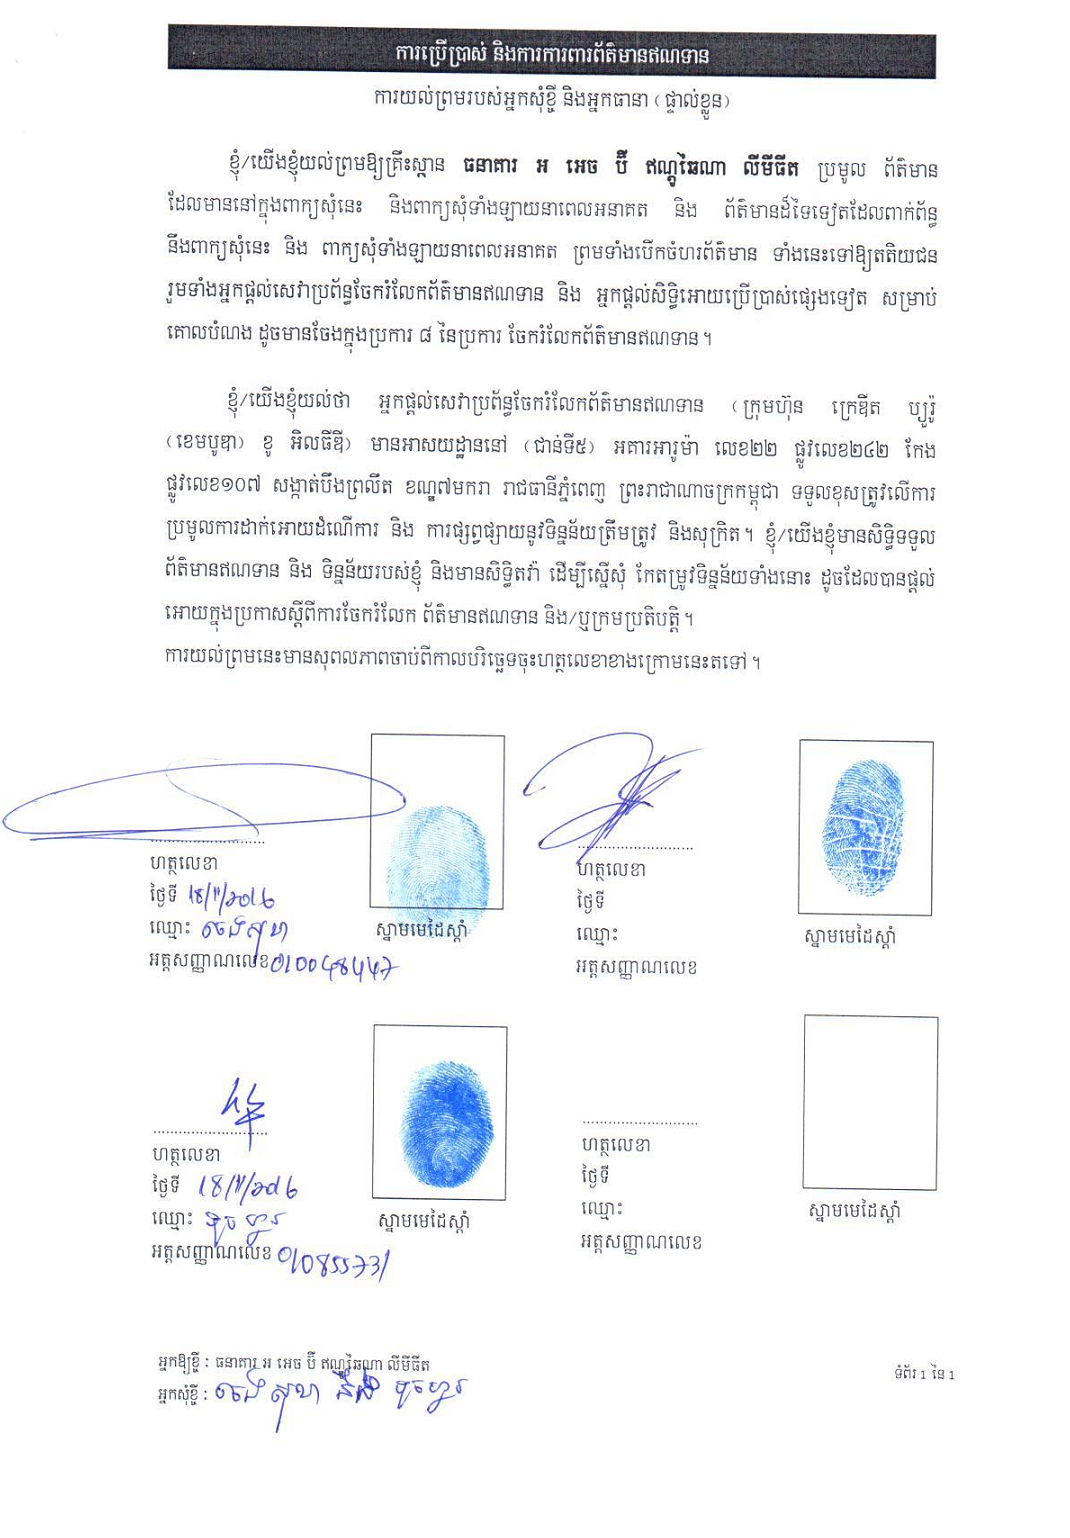 ការប្រើប្រាស់ និងការការពារព័ត៌មានឥណទាន
ការយល់ព្រមរបស់អ្នកសុំខ្ចី និងអ្នកធានា (ផ្ទាល់ខ្លួន)
ខ្ញុំ/យើងខ្ញុំយល់ព្រមឱ្យគ្រឹះស្ថាន ធនាគារ អ អេច ប៊ី ឥណ្ឌូឆៃណា លីមីធីត ប្រមូល ព័ត៌មាន
ដែលមាននៅក្នុងពាក្យសុំនេះ និងពាក្យសុំទាំងឡាយនាពេលអនាគត និង ព័ត៌មានដ៏ទៃទៀតដែលពាក់ព័ន្ធ
នឹងពាក្យសុំនេះ និង ពាក្យសុំទាំងឡាយនាពេលអនាគត ព្រមទាំងបើកចំហរព័ត៌មាន ទាំងនេះទៅឱ្យតតិយជន
រួមទាំងអ្នកផ្តល់សេវាប្រព័ន្ធចែករំលែកព័ត៌មានឥណទាន និង អ្នកផ្តល់សិទ្ធិអោយប្រើប្រាស់ផ្សេងទៀត សម្រាប់
គោលបំណង ដូចមានចែងក្នុងប្រការ ៨ នៃប្រការ ចែករំលែកព័ត៌មានឥណទាន។
ខ្ញុំ/យើងខ្ញុំយល់ថា អ្នកផ្តល់សេវាប្រព័ន្ធចែករំលែកព័ត៌មានឥណទាន (ក្រុមហ៊ុន ក្រេឌីត ប្យូរ៉ូ
(ខេមបូឌា) ខូ អិលធីឌី) មានអាសយដ្ឋាននៅ (ជាន់ទី៥) អគារអារូម៉ា លេខ២២ ផ្លូវលេខ២៤២ កែង
ផ្លូវលេខ១០៧ សង្កាត់បឹងព្រលឹត ខណ្ឌ៧មករា រាជធានីភ្នំពេញ ព្រះរាជាណាចក្រកម្ពុជា ទទួលខុសត្រូវលើការ
ប្រមូលការដាក់អោយដំណើការ និង ការផ្សព្វផ្សាយនូវទិន្នន័យត្រឹមត្រូវ និងសុក្រិត។ ខ្ញុំ/យើងខ្ញុំមានសិទ្ធិទទួល
ព័ត៌មានឥណទាន និង ទិន្នន័យរបស់ខ្ញុំ និងមានសិទ្ធិតវ៉ា ដើម្បីស្នើសុំ កែតម្រូវទិន្នន័យទាំងនោះ ដូចដែលបានផ្តល់
អោយក្នុងប្រកាសស្តីពីការចែករំលែក ព័ត៌មានឥណទាន និង/ឬក្រមប្រតិបត្តិ។
ការយល់ព្រមនេះមានសុពលភាពចាប់ពីកាលបរិច្ឆេទចុះហត្ថលេខាខាងក្រោមនេះតទៅ។
ហត្ថលេខា
ថ្ងៃទី 18/11/2016
ឈ្មោះ
អត្តសញ្ញាណលេខ 010048447
ស្នាមមេដៃស្តាំ
ហត្ថលេខា
ថ្ងៃទី
ឈ្មោះ
អត្តសញ្ញាណលេខ
ស្នាមមេដៃស្តាំ
ហត្ថលេខា
ថ្ងៃទី 18/11/2016
ឈ្មោះ
អត្តសញ្ញាណលេខ 010855731
ស្នាមមេដៃស្តាំ
ហត្ថលេខា
ថ្ងៃទី
ឈ្មោះ
អត្តសញ្ញាណលេខ
ស្នាមមេដៃស្តាំ
អ្នកឱ្យខ្ចី : ធនាគារ អ អេច ប៊ី ឥណ្ឌូឆៃណា លីមីធីត
អ្នកសុំខ្ចី :
ទំព័រ 1 នៃ 1